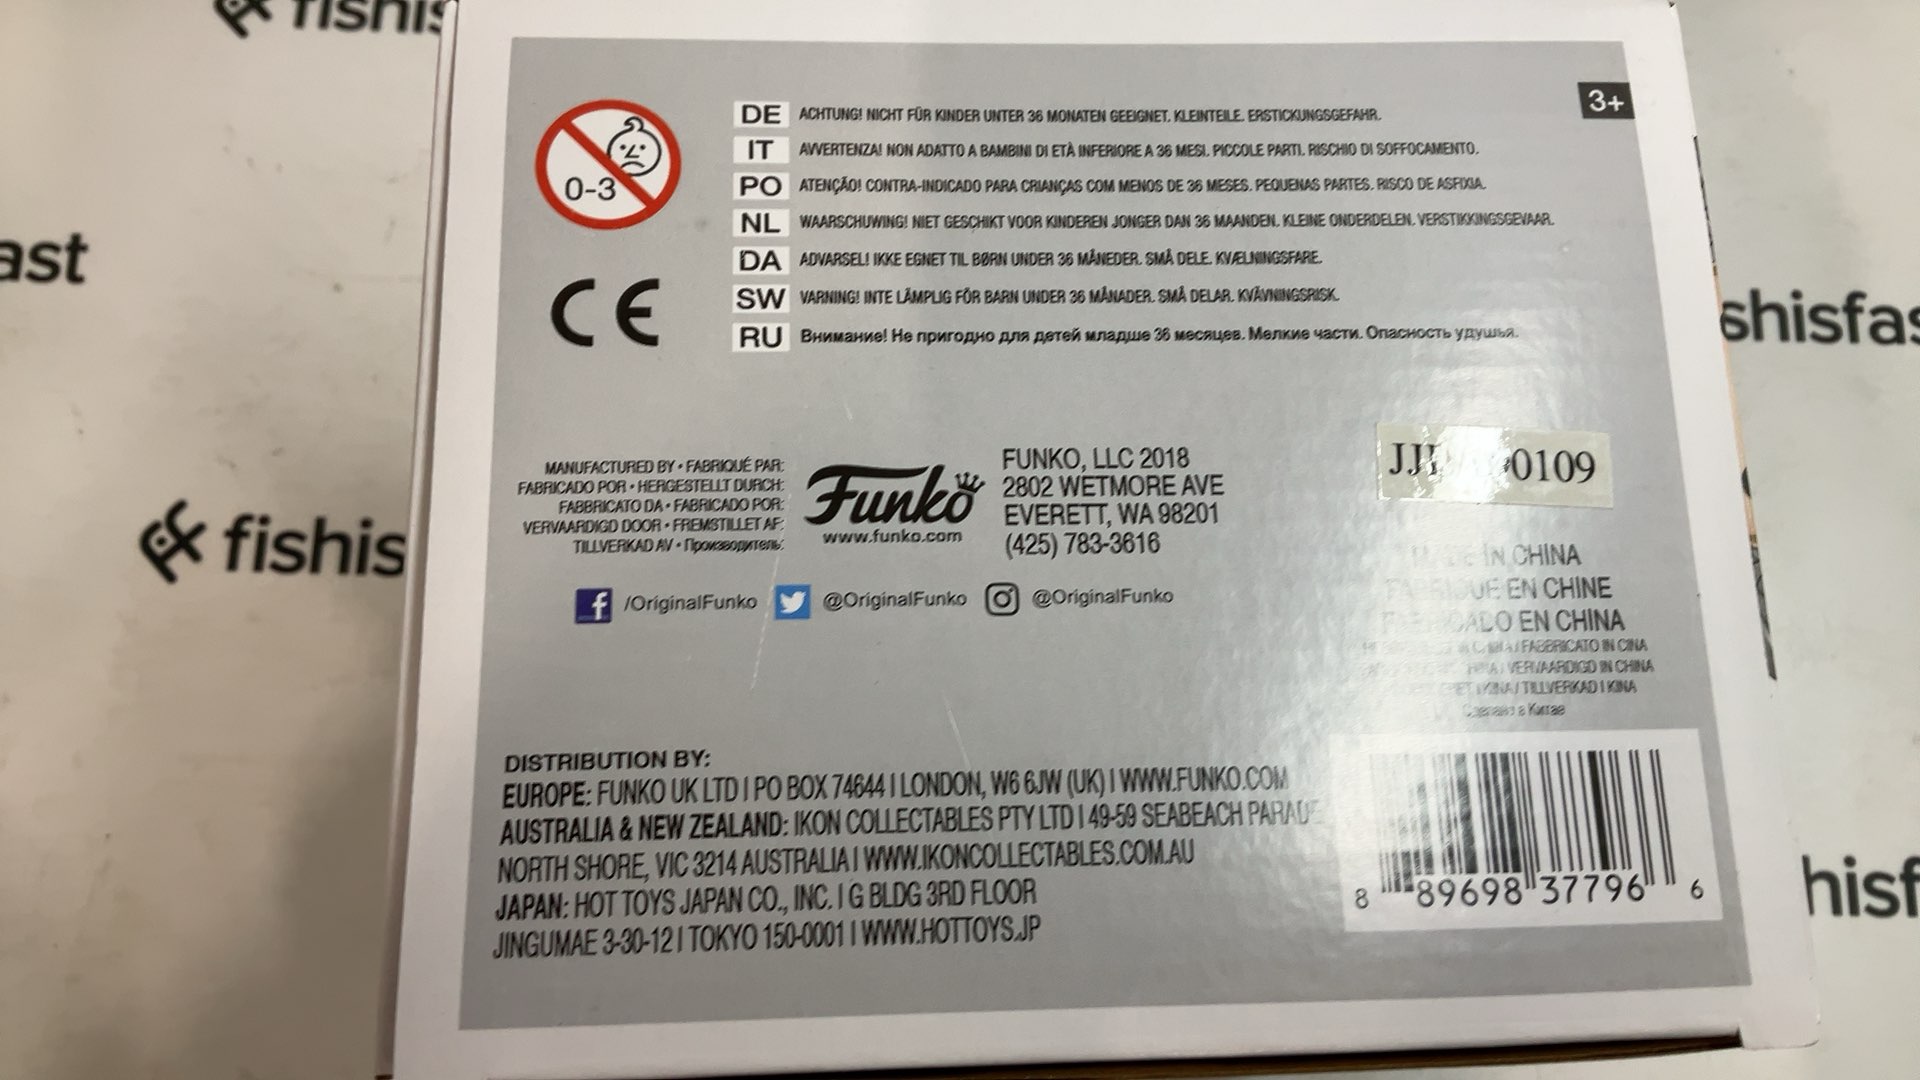 fishis
ast
fishis
shisfas
hisf
0-3
CE
3+
DE ACHTUNG! NICHT FÜR KINDER UNTER 36 MONATEN GEEIGNET. KLEINTEILE. ERSTICKUNGSGEFAHR.
IT AVVERTENZA! NON ADATTO A BAMBINI DI ETÀ INFERIORE A 36 MESI. PICCOLE PARTI. RISCHIO DI SOFFOCAMENTO.
PO ATENÇÃO! CONTRA-INDICADO PARA CRIANÇAS COM MENOS DE 36 MESES. PEQUENAS PARTES. RISCO DE ASFIXIA.
NL WAARSCHUWING! NIET GESCHIKT VOOR KINDEREN JONGER DAN 36 MAANDEN. KLEINE ONDERDELEN. VERSTIKKINGSGEVAAR.
DA ADVARSEL! IKKE EGNET TIL BØRN UNDER 36 MÅNEDER. SMÅ DELE. KVÆLNINGSFARE.
SW VARNING! INTE LÄMPLIG FÖR BARN UNDER 36 MÅNADER. SMÅ DELAR. KVÄVNINGSRISK.
RU Внимание! Не пригодно для детей младше 36 месяцев. Мелкие части. Опасность удушья.
MANUFACTURED BY • FABRIQUÉ PAR:
FABRICADO POR • HERGESTELLT DURCH:
FABBRICATO DA • FABRICADO POR:
VERVAARDIGD DOOR • FREMSTILLET AF:
TILLVERKAD AV • Производитель:
Funko
www.funko.com
FUNKO, LLC 2018
2802 WETMORE AVE
EVERETT, WA 98201
(425) 783-3616
/OriginalFunko @OriginalFunko @OriginalFunko
0109
MADE IN CHINA
FABRIQUE EN CHINE
FABRICADO EN CHINA
FABBRICATO IN CINA
VERVAARDIGD IN CHINA
TILLVERKAD I KINA
Сделано в Китае
DISTRIBUTION BY:
EUROPE: FUNKO UK LTD I PO BOX 74644 I LONDON, W6 6JW (UK) I WWW.FUNKO.COM
AUSTRALIA & NEW ZEALAND: IKON COLLECTABLES PTY LTD I 49-59 SEABEACH PARADE
NORTH SHORE, VIC 3214 AUSTRALIA I WWW.IKONCOLLECTABLES.COM.AU
JAPAN: HOT TOYS JAPAN CO., INC. I G BLDG 3RD FLOOR
JINGUMAE 3-30-12 I TOKYO 150-0001 I WWW.HOTTOYS.JP
8 89698 37796 6